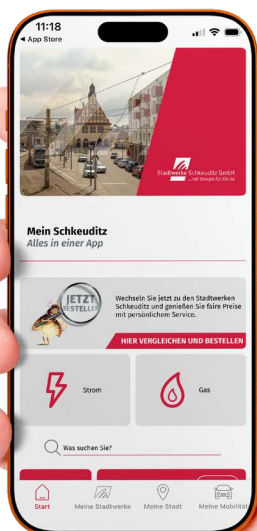 11:18
◀ App Store
Stadtwerke Schkeuditz GmbH
...mit Energie für Sie da
Mein Schkeuditz
Alles in einer App
JETZT
BESTELLEN
Wechseln Sie jetzt zu den Stadtwerken
Schkeuditz und genießen Sie faire Preise
mit persönlichem Service.
HIER VERGLEICHEN UND BESTELLEN
Strom
Gas
Was suchen Sie?
Start
Meine Stadtwerke
Meine Stadt
Meine Mobilität